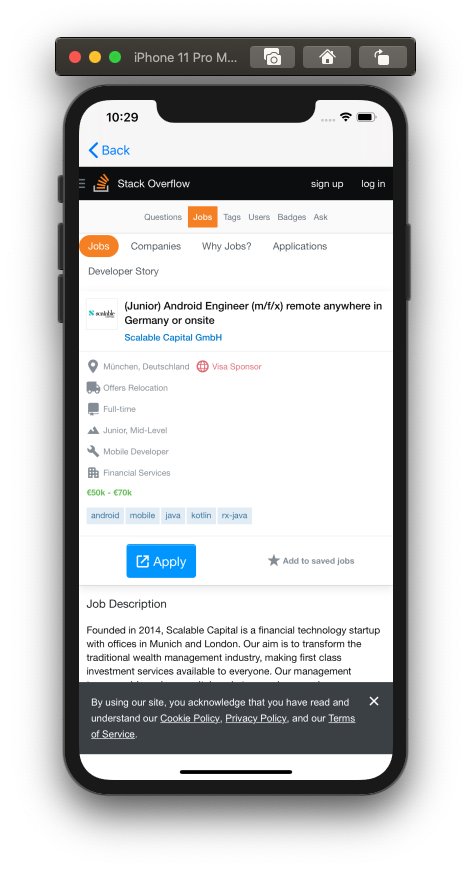 iPhone 11 Pro M...
10:29
Back
Stack Overflow sign up log in
Questions Jobs Tags Users Badges Ask
Jobs Companies Why Jobs? Applications
Developer Story
scalable
(Junior) Android Engineer (m/f/x) remote anywhere in
Germany or onsite
Scalable Capital GmbH
München, Deutschland Visa Sponsor
Offers Relocation
Full-time
Junior, Mid-Level
Mobile Developer
Financial Services
€50k - €70k
android mobile java kotlin rx-java
Apply Add to saved jobs
Job Description
Founded in 2014, Scalable Capital is a financial technology startup
with offices in Munich and London. Our aim is to transform the
traditional wealth management industry, making first class
investment services available to everyone. Our management
By using our site, you acknowledge that you have read and
understand our Cookie Policy, Privacy Policy, and our Terms
of Service.